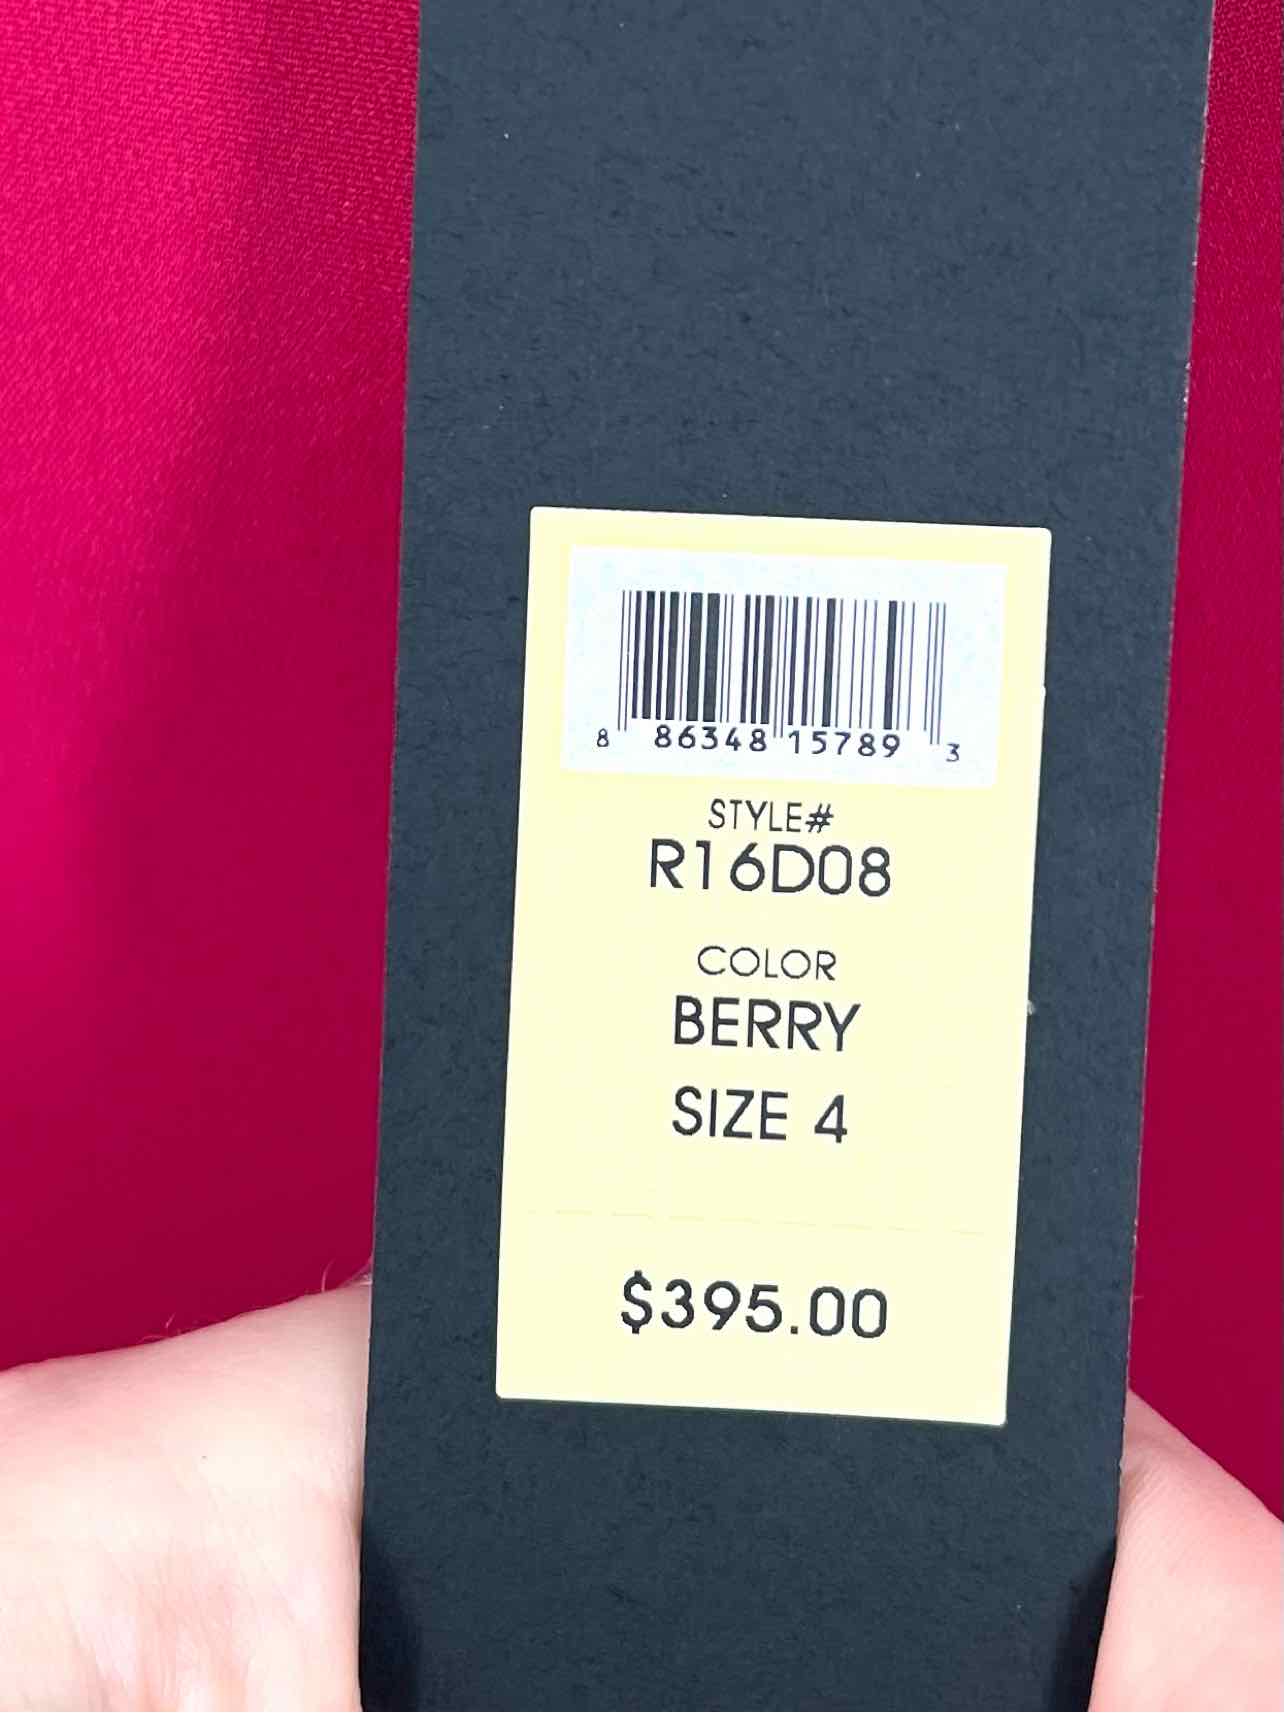 8 86348 15789 3
STYLE#
R16D08
COLOR
BERRY
SIZE 4
$395.00